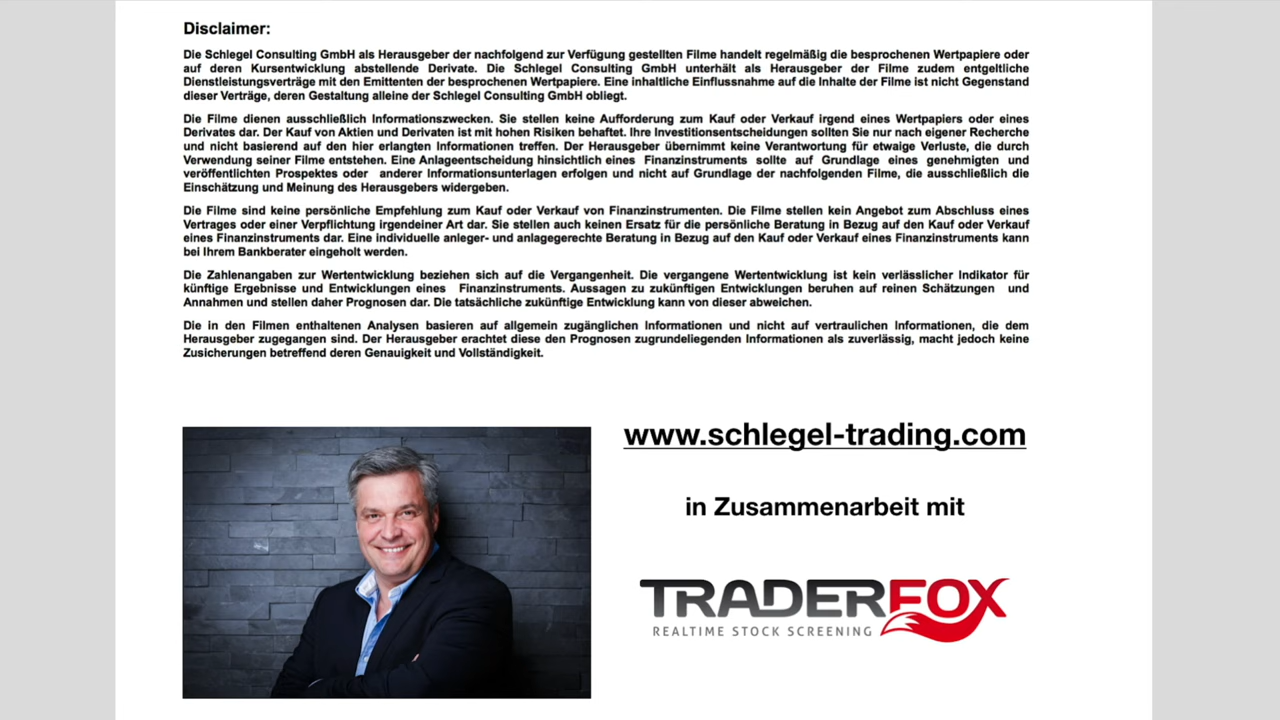 Disclaimer:
Die Schlegel Consulting GmbH als Herausgeber der nachfolgend zur Verfügung gestellten Filme handelt regelmäßig die besprochenen Wertpapiere oder
auf deren Kursentwicklung abstellende Derivate. Die Schlegel Consulting GmbH unterhält als Herausgeber der Filme zudem entgeltliche
Dienstleistungsverträge mit den Emittenten der besprochenen Wertpapiere. Eine inhaltliche Einflussnahme auf die Inhalte der Filme ist nicht Gegenstand
dieser Verträge, deren Gestaltung alleine der Schlegel Consulting GmbH obliegt.
Die Filme dienen ausschließlich Informationszwecken. Sie stellen keine Aufforderung zum Kauf oder Verkauf irgend eines Wertpapiers oder eines
Derivates dar. Der Kauf von Aktien und Derivaten ist mit hohen Risiken behaftet. Ihre Investitionsentscheidungen sollten Sie nur nach eigener Recherche
und nicht basierend auf den hier erlangten Informationen treffen. Der Herausgeber übernimmt keine Verantwortung für etwaige Verluste, die durch
Verwendung seiner Filme entstehen. Eine Anlageentscheidung hinsichtlich eines Finanzinstruments sollte auf Grundlage eines genehmigten und
veröffentlichten Prospektes oder anderer Informationsunterlagen erfolgen und nicht auf Grundlage der nachfolgenden Filme, die ausschließlich die
Einschätzung und Meinung des Herausgebers widergeben.
Die Filme sind keine persönliche Empfehlung zum Kauf oder Verkauf von Finanzinstrumenten. Die Filme stellen kein Angebot zum Abschluss eines
Vertrages oder einer Verpflichtung irgendeiner Art dar. Sie stellen auch keinen Ersatz für die persönliche Beratung in Bezug auf den Kauf oder Verkauf
eines Finanzinstruments dar. Eine individuelle anleger- und anlagegerechte Beratung in Bezug auf den Kauf oder Verkauf eines Finanzinstruments kann
bei Ihrem Bankberater eingeholt werden.
Die Zahlenangaben zur Wertentwicklung beziehen sich auf die Vergangenheit. Die vergangene Wertentwicklung ist kein verlässlicher Indikator für
künftige Ergebnisse und Entwicklungen eines Finanzinstruments. Aussagen zu zukünftigen Entwicklungen beruhen auf reinen Schätzungen und
Annahmen und stellen daher Prognosen dar. Die tatsächliche zukünftige Entwicklung kann von dieser abweichen.
Die in den Filmen enthaltenen Analysen basieren auf allgemein zugänglichen Informationen und nicht auf vertraulichen Informationen, die dem
Herausgeber zugegangen sind. Der Herausgeber erachtet diese den Prognosen zugrundeliegenden Informationen als zuverlässig, macht jedoch keine
Zusicherungen betreffend deren Genauigkeit und Vollständigkeit.
www.schlegel-trading.com
in Zusammenarbeit mit
TRADERFOX
REALTIME STOCK SCREENING